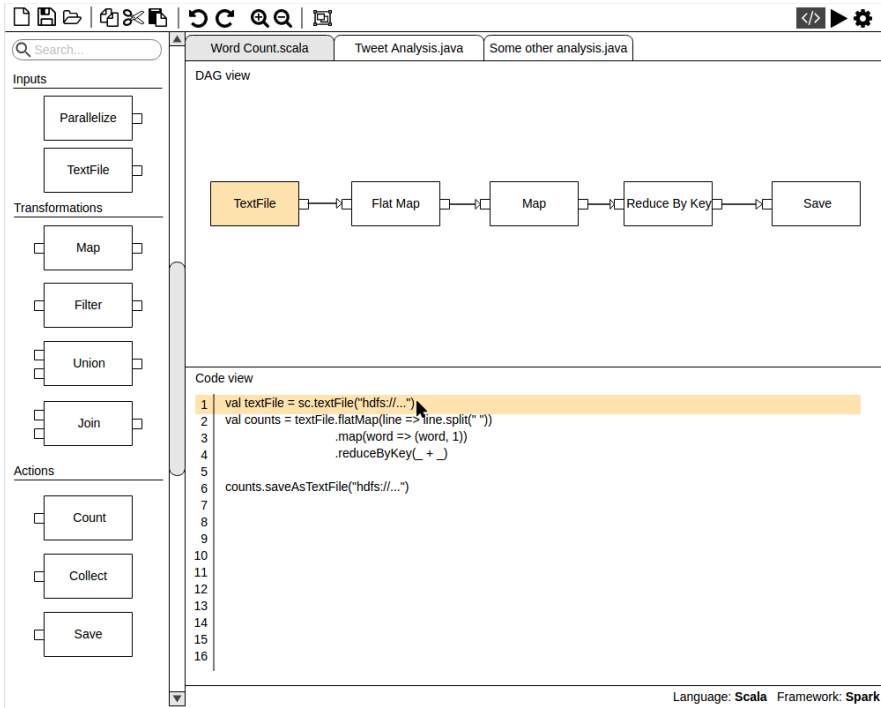 </>
Search...
Word Count.scala
Tweet Analysis.java
Some other analysis.java
Inputs
Parallelize
TextFile
Transformations
Map
Filter
Union
Join
Actions
Count
Collect
Save
DAG view
TextFile
Flat Map
Map
Reduce By Key
Save
Code view
1 val textFile = sc.textFile("hdfs://...")
2 val counts = textFile.flatMap(line => line.split(" "))
3 .map(word => (word, 1))
4 .reduceByKey(_ + _)
5
6 counts.saveAsTextFile("hdfs://...")
7
8
9
10
11
12
13
14
15
16
Language: Scala Framework: Spark